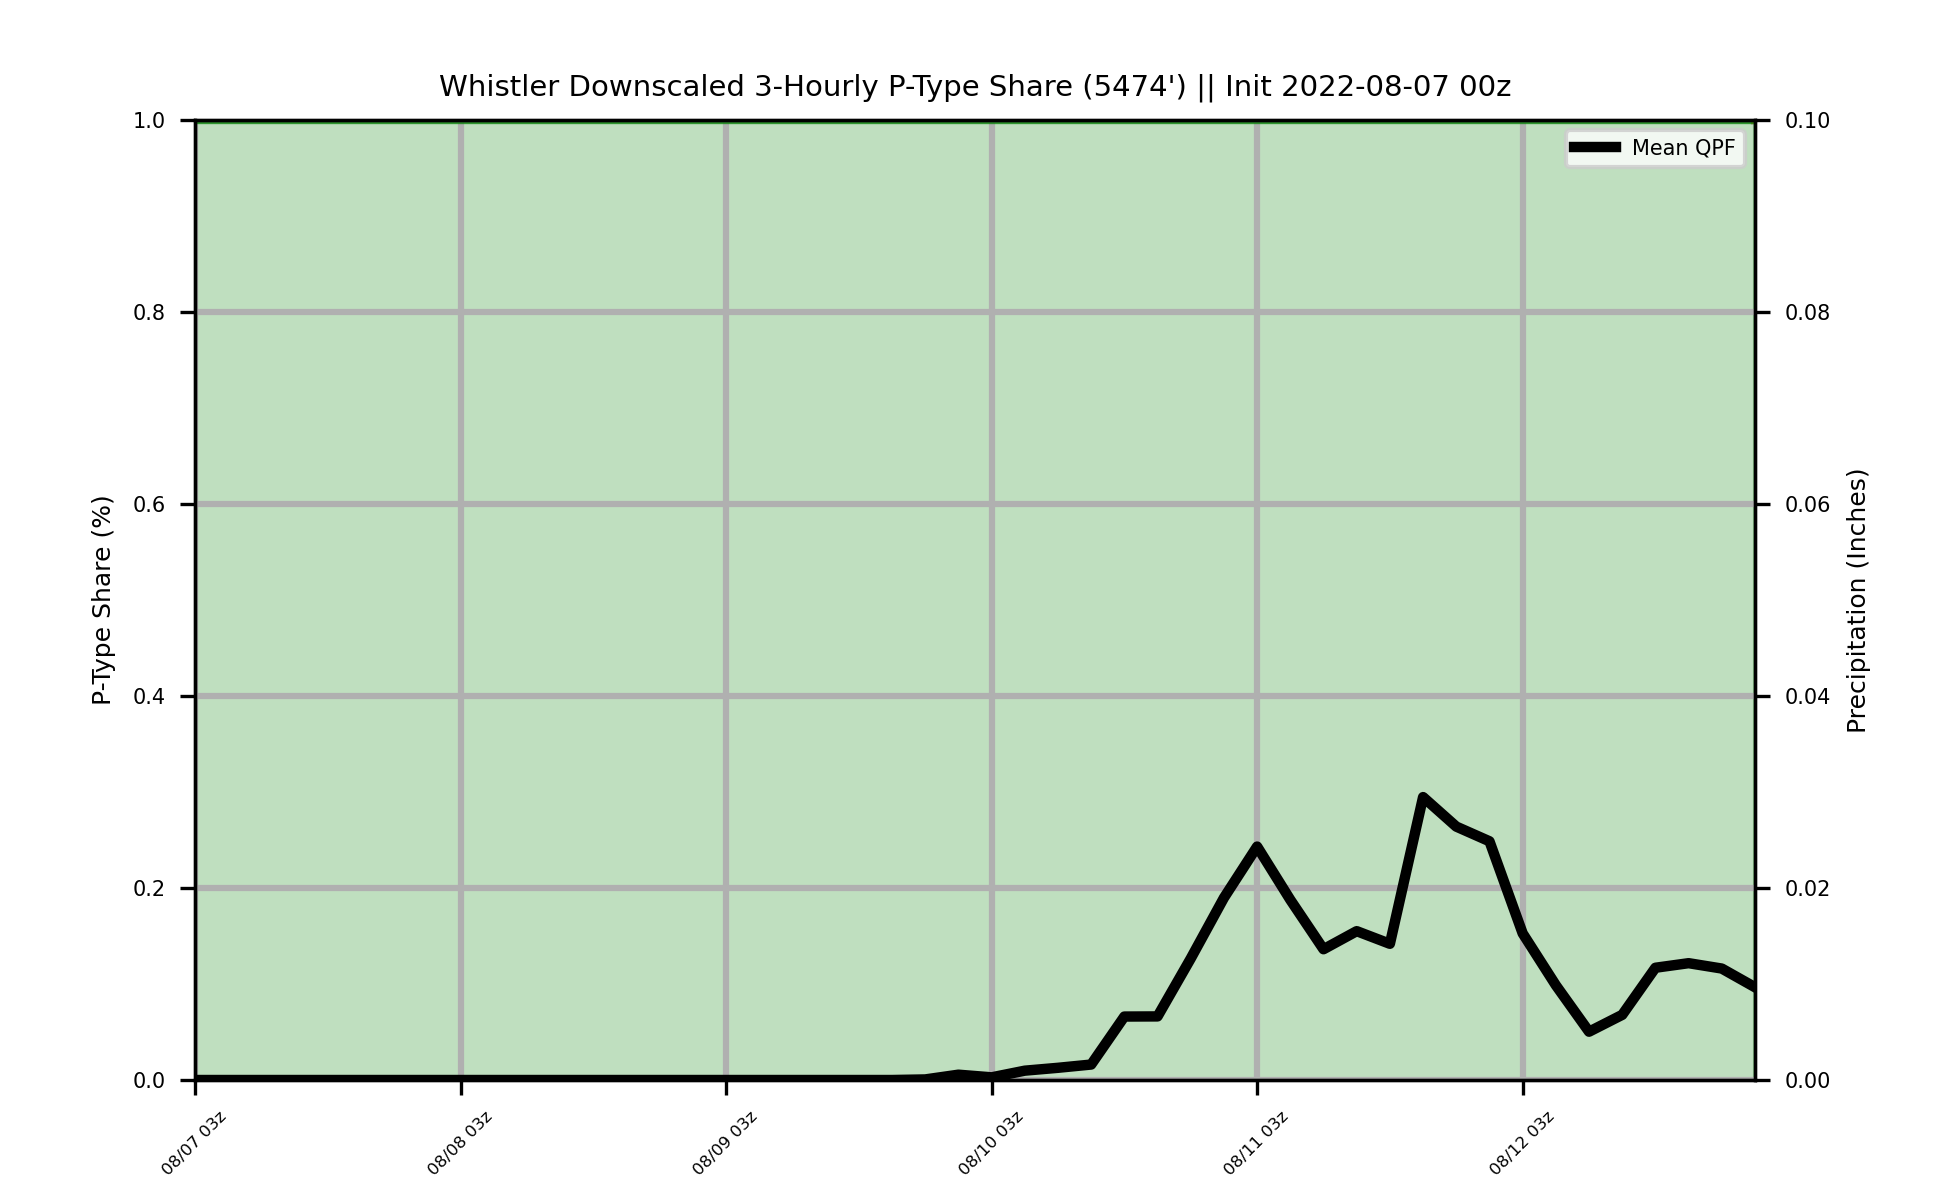 Whistler Downscaled 3-Hourly P-Type Share (5474') || Init 2022-08-07 00z
Mean QPF
P-Type Share (%)
1.0
0.8
0.6
0.4
0.2
0.0
0.10
0.08
0.06
0.04
0.02
0.00
Precipitation (Inches)
08/07 03z
08/08 03z
08/09 03z
08/10 03z
08/11 03z
08/12 03z